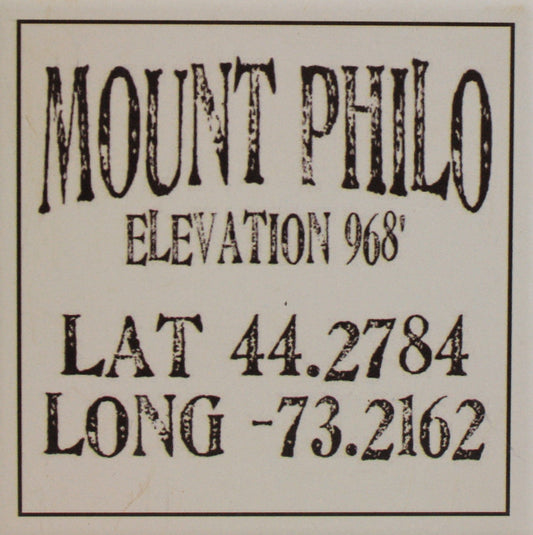 MOUNT PHILO
ELEVATION 968'
LAT 44.2784
LONG -73.2162